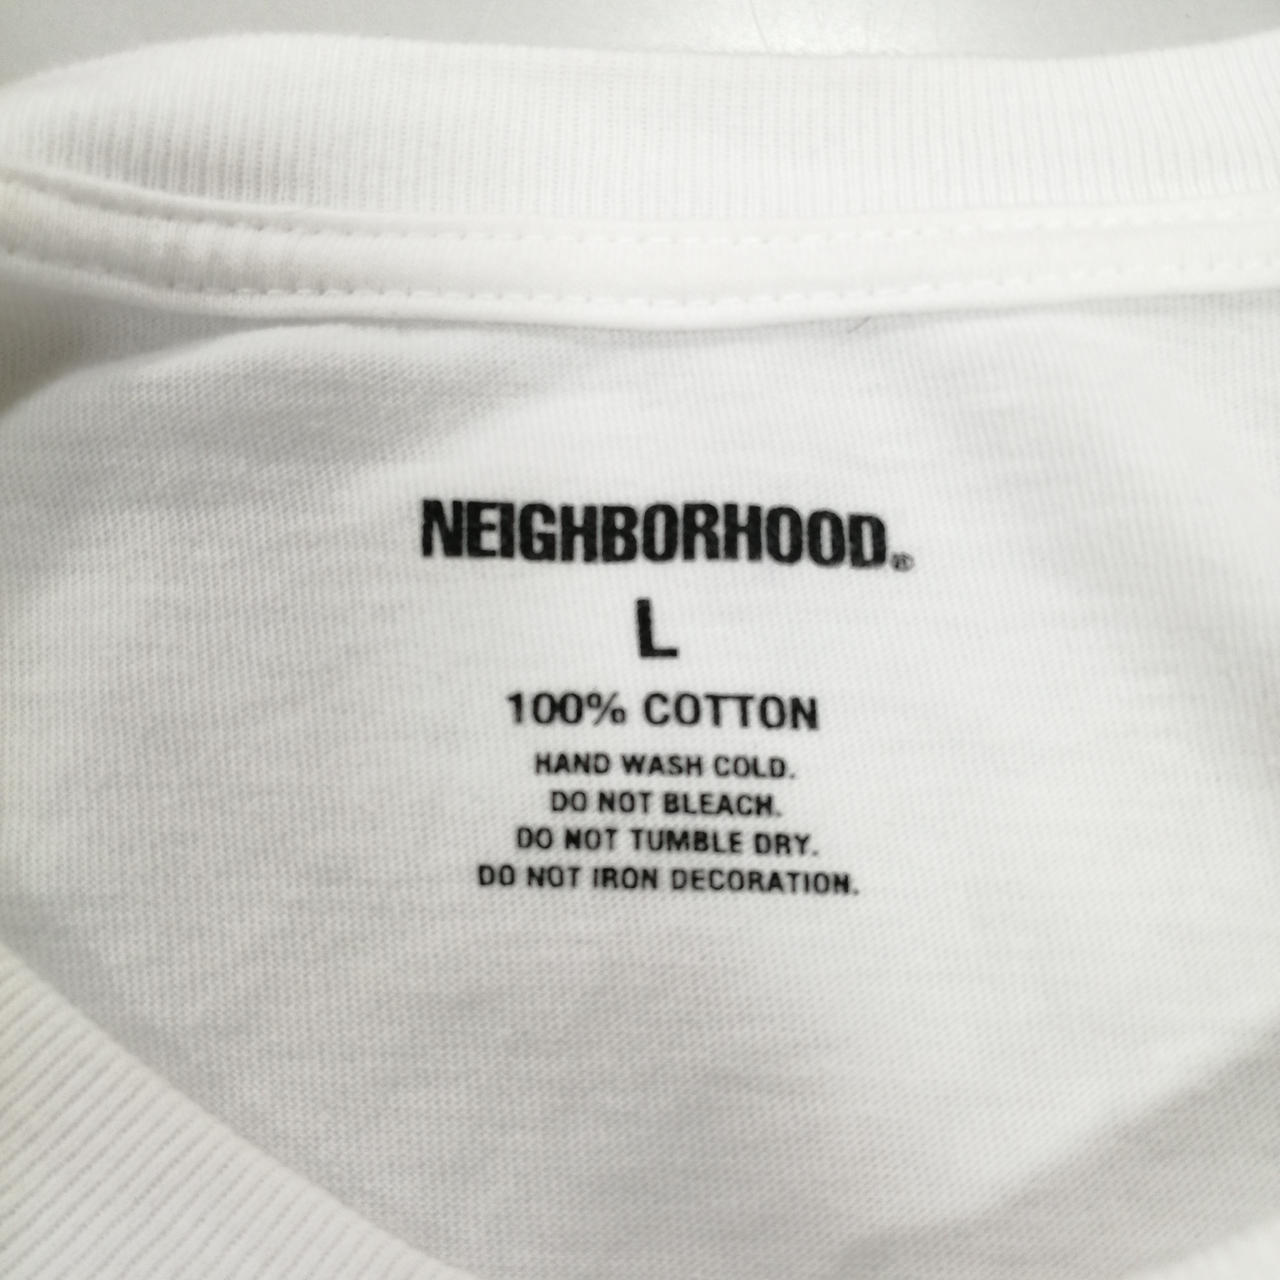 NEIGHBORHOOD®
L
100% COTTON
HAND WASH COLD.
DO NOT BLEACH.
DO NOT TUMBLE DRY.
DO NOT IRON DECORATION.